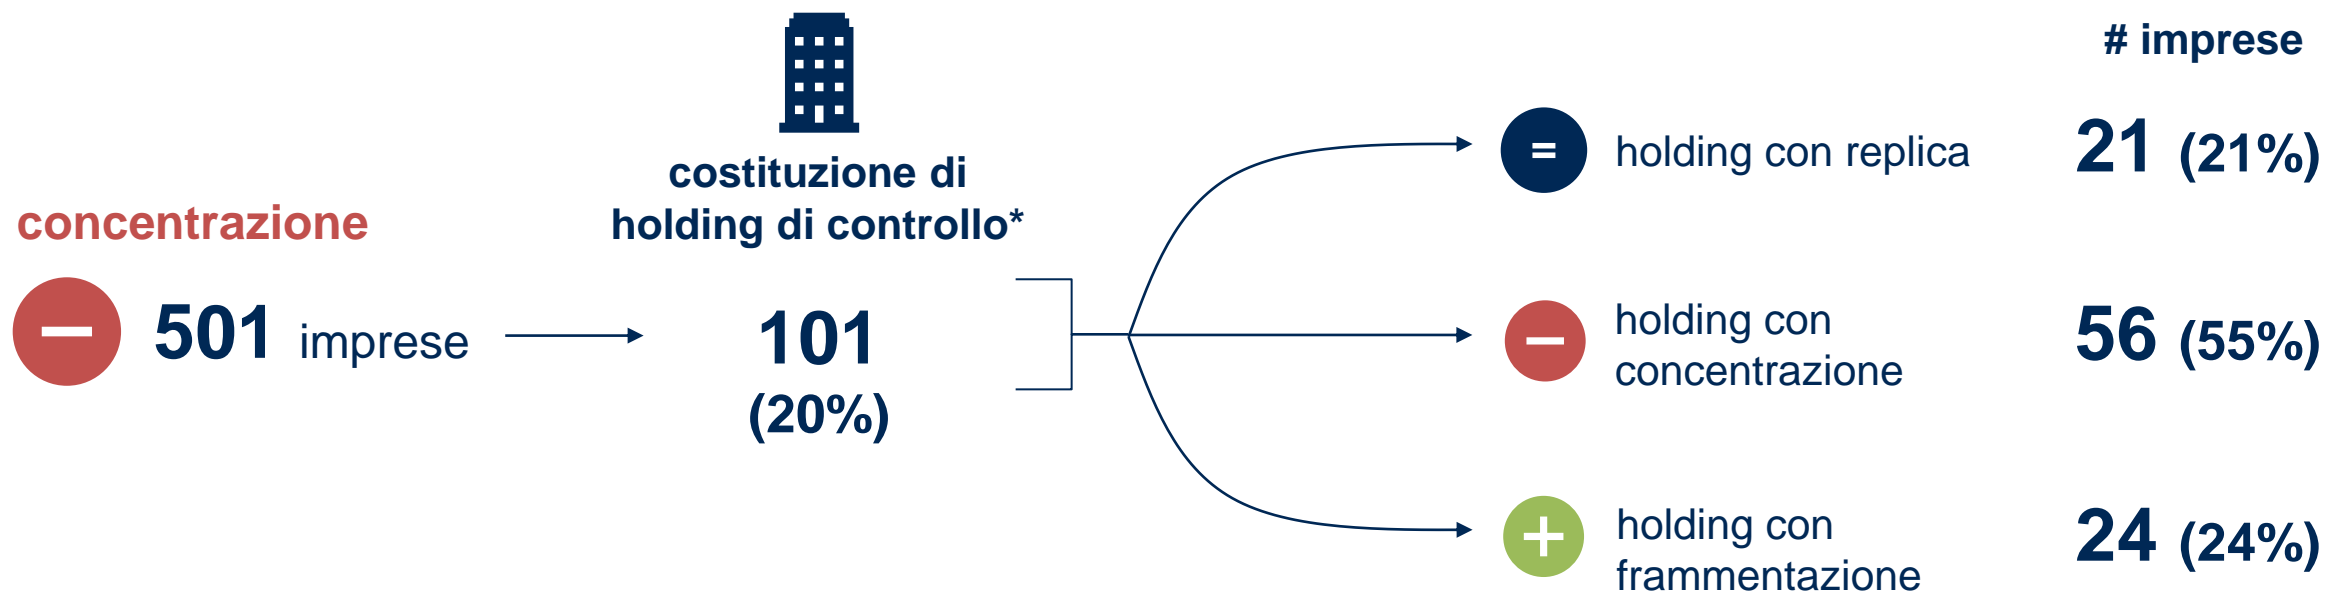 # imprese
costituzione di
holding di controllo*
concentrazione
501 imprese
101
(20%)
= holding con replica 21 (21%)
− holding con
concentrazione
56 (55%)
+ holding con
frammentazione
24 (24%)